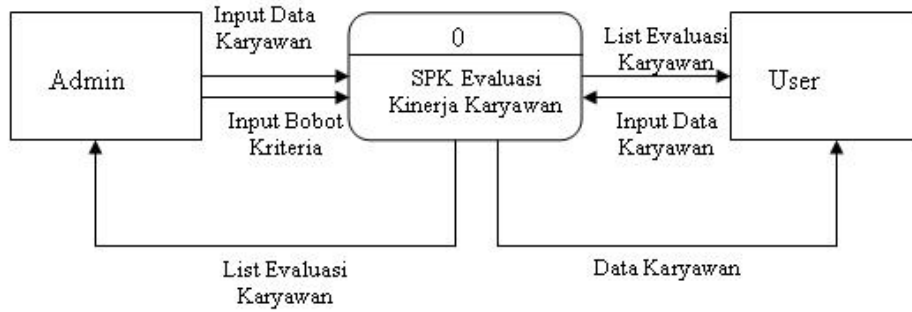 Input Data
Karyawan
0
List Evaluasi
Karyawan
Admin
SPK Evaluasi
Kinerja Karyawan
User
Input Bobot
Kriteria
Input Data
Karyawan
List Evaluasi
Karyawan
Data Karyawan